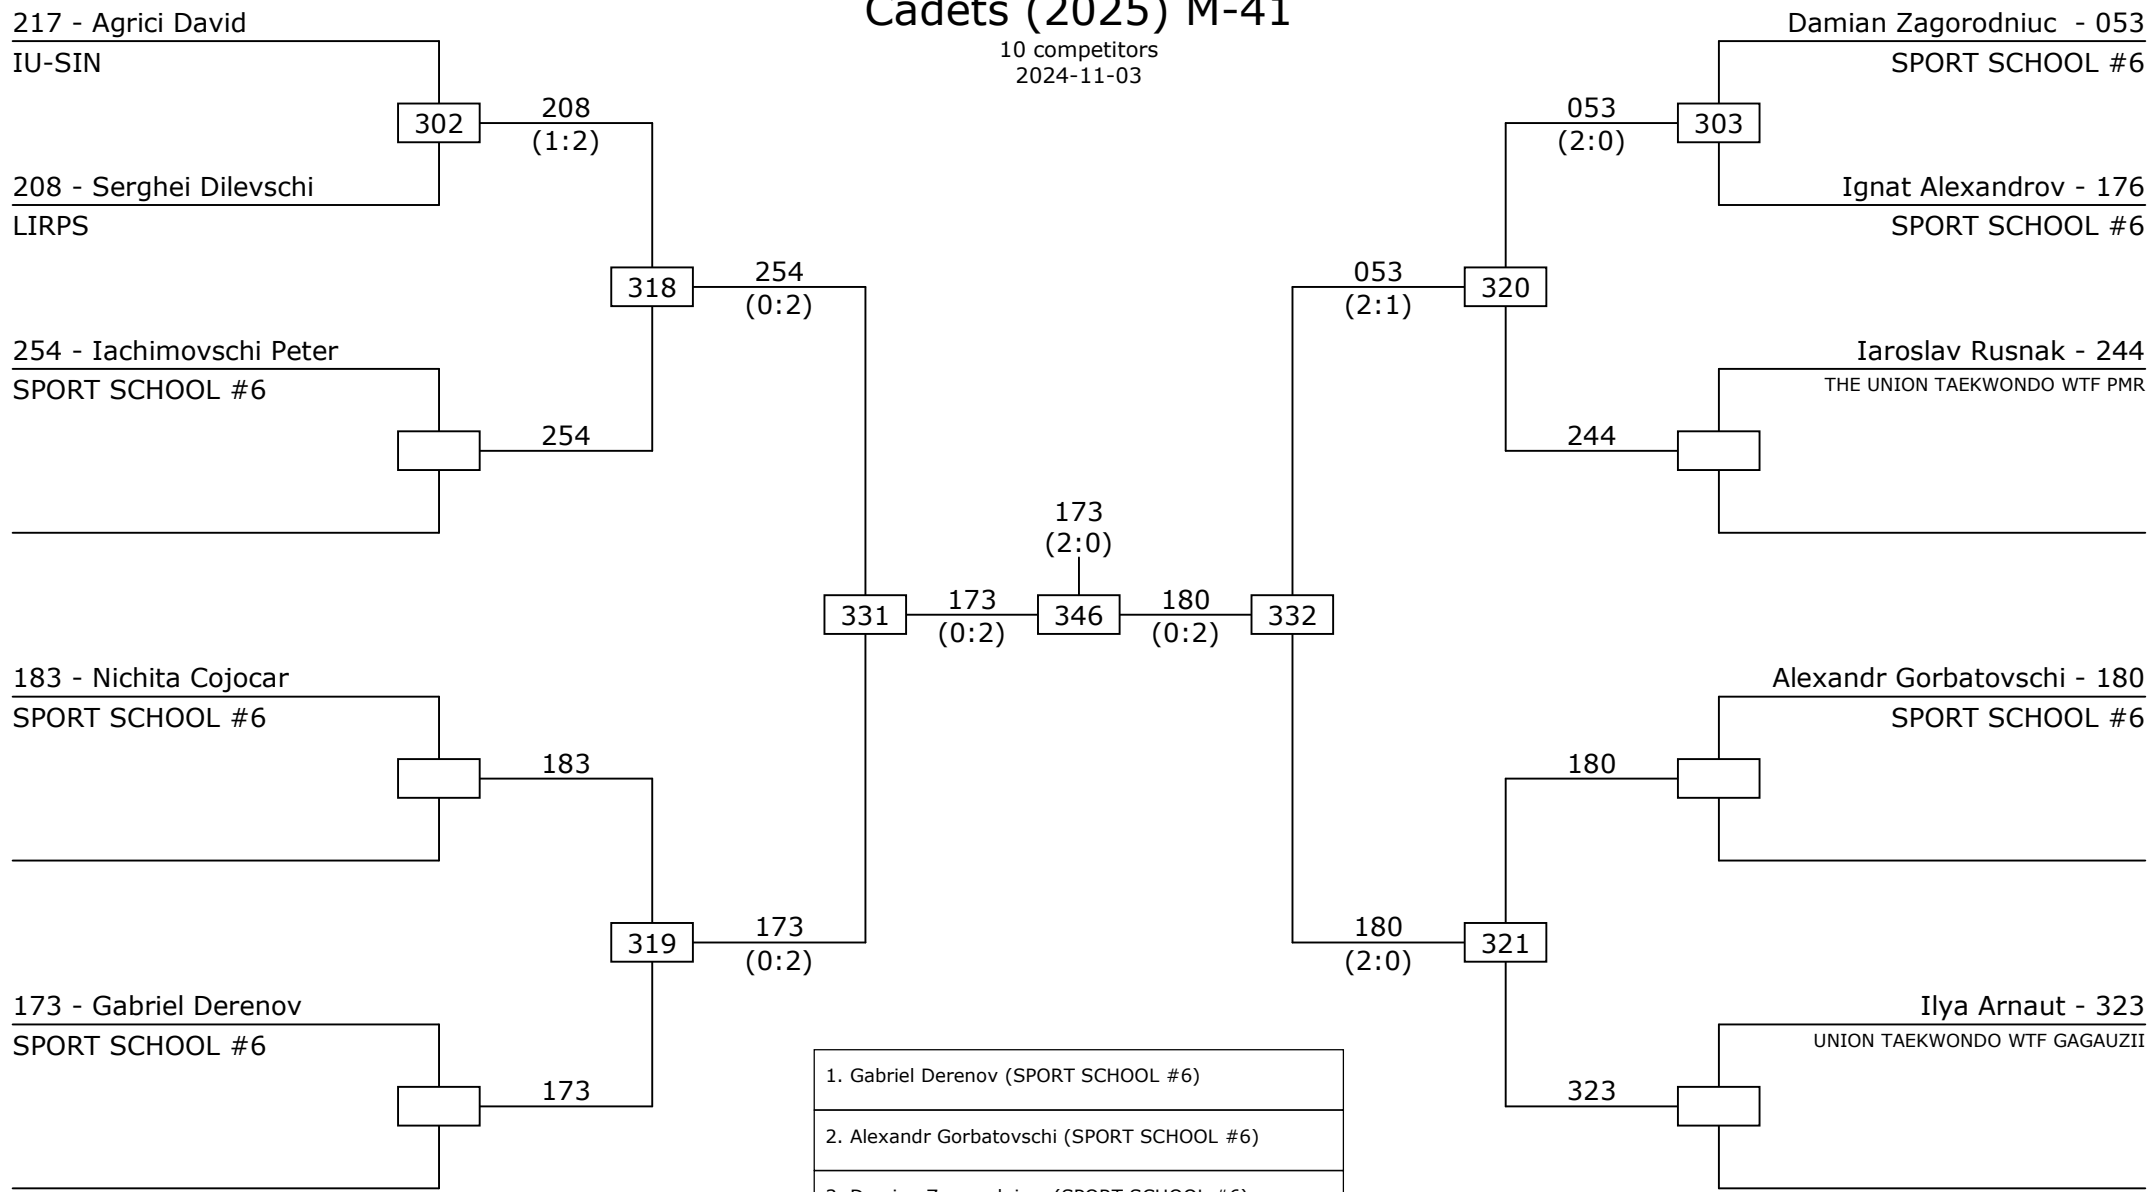 Cadets (2025) M-41
10 competitors
2024-11-03
217 - Agrici David
IU-SIN
302
208
(1:2)
208 - Serghei Dilevschi
LIRPS
318
254
(0:2)
254 - Iachimovschi Peter
SPORT SCHOOL #6
254
331
173
(0:2)
183 - Nichita Cojocar
SPORT SCHOOL #6
183
319
173
(0:2)
173 - Gabriel Derenov
SPORT SCHOOL #6
173
173
(2:0)
346
Damian Zagorodniuc  - 053
SPORT SCHOOL #6
053
(2:0)
303
Ignat Alexandrov - 176
SPORT SCHOOL #6
053
(2:1)
320
Iaroslav Rusnak - 244
THE UNION TAEKWONDO WTF PMR
244
180
(0:2)
332
Alexandr Gorbatovschi - 180
SPORT SCHOOL #6
180
180
(2:0)
321
Ilya Arnaut - 323
UNION TAEKWONDO WTF GAGAUZII
323
1. Gabriel Derenov (SPORT SCHOOL #6)
2. Alexandr Gorbatovschi (SPORT SCHOOL #6)
3. Damian Zagorodniuc (SPORT SCHOOL #6)